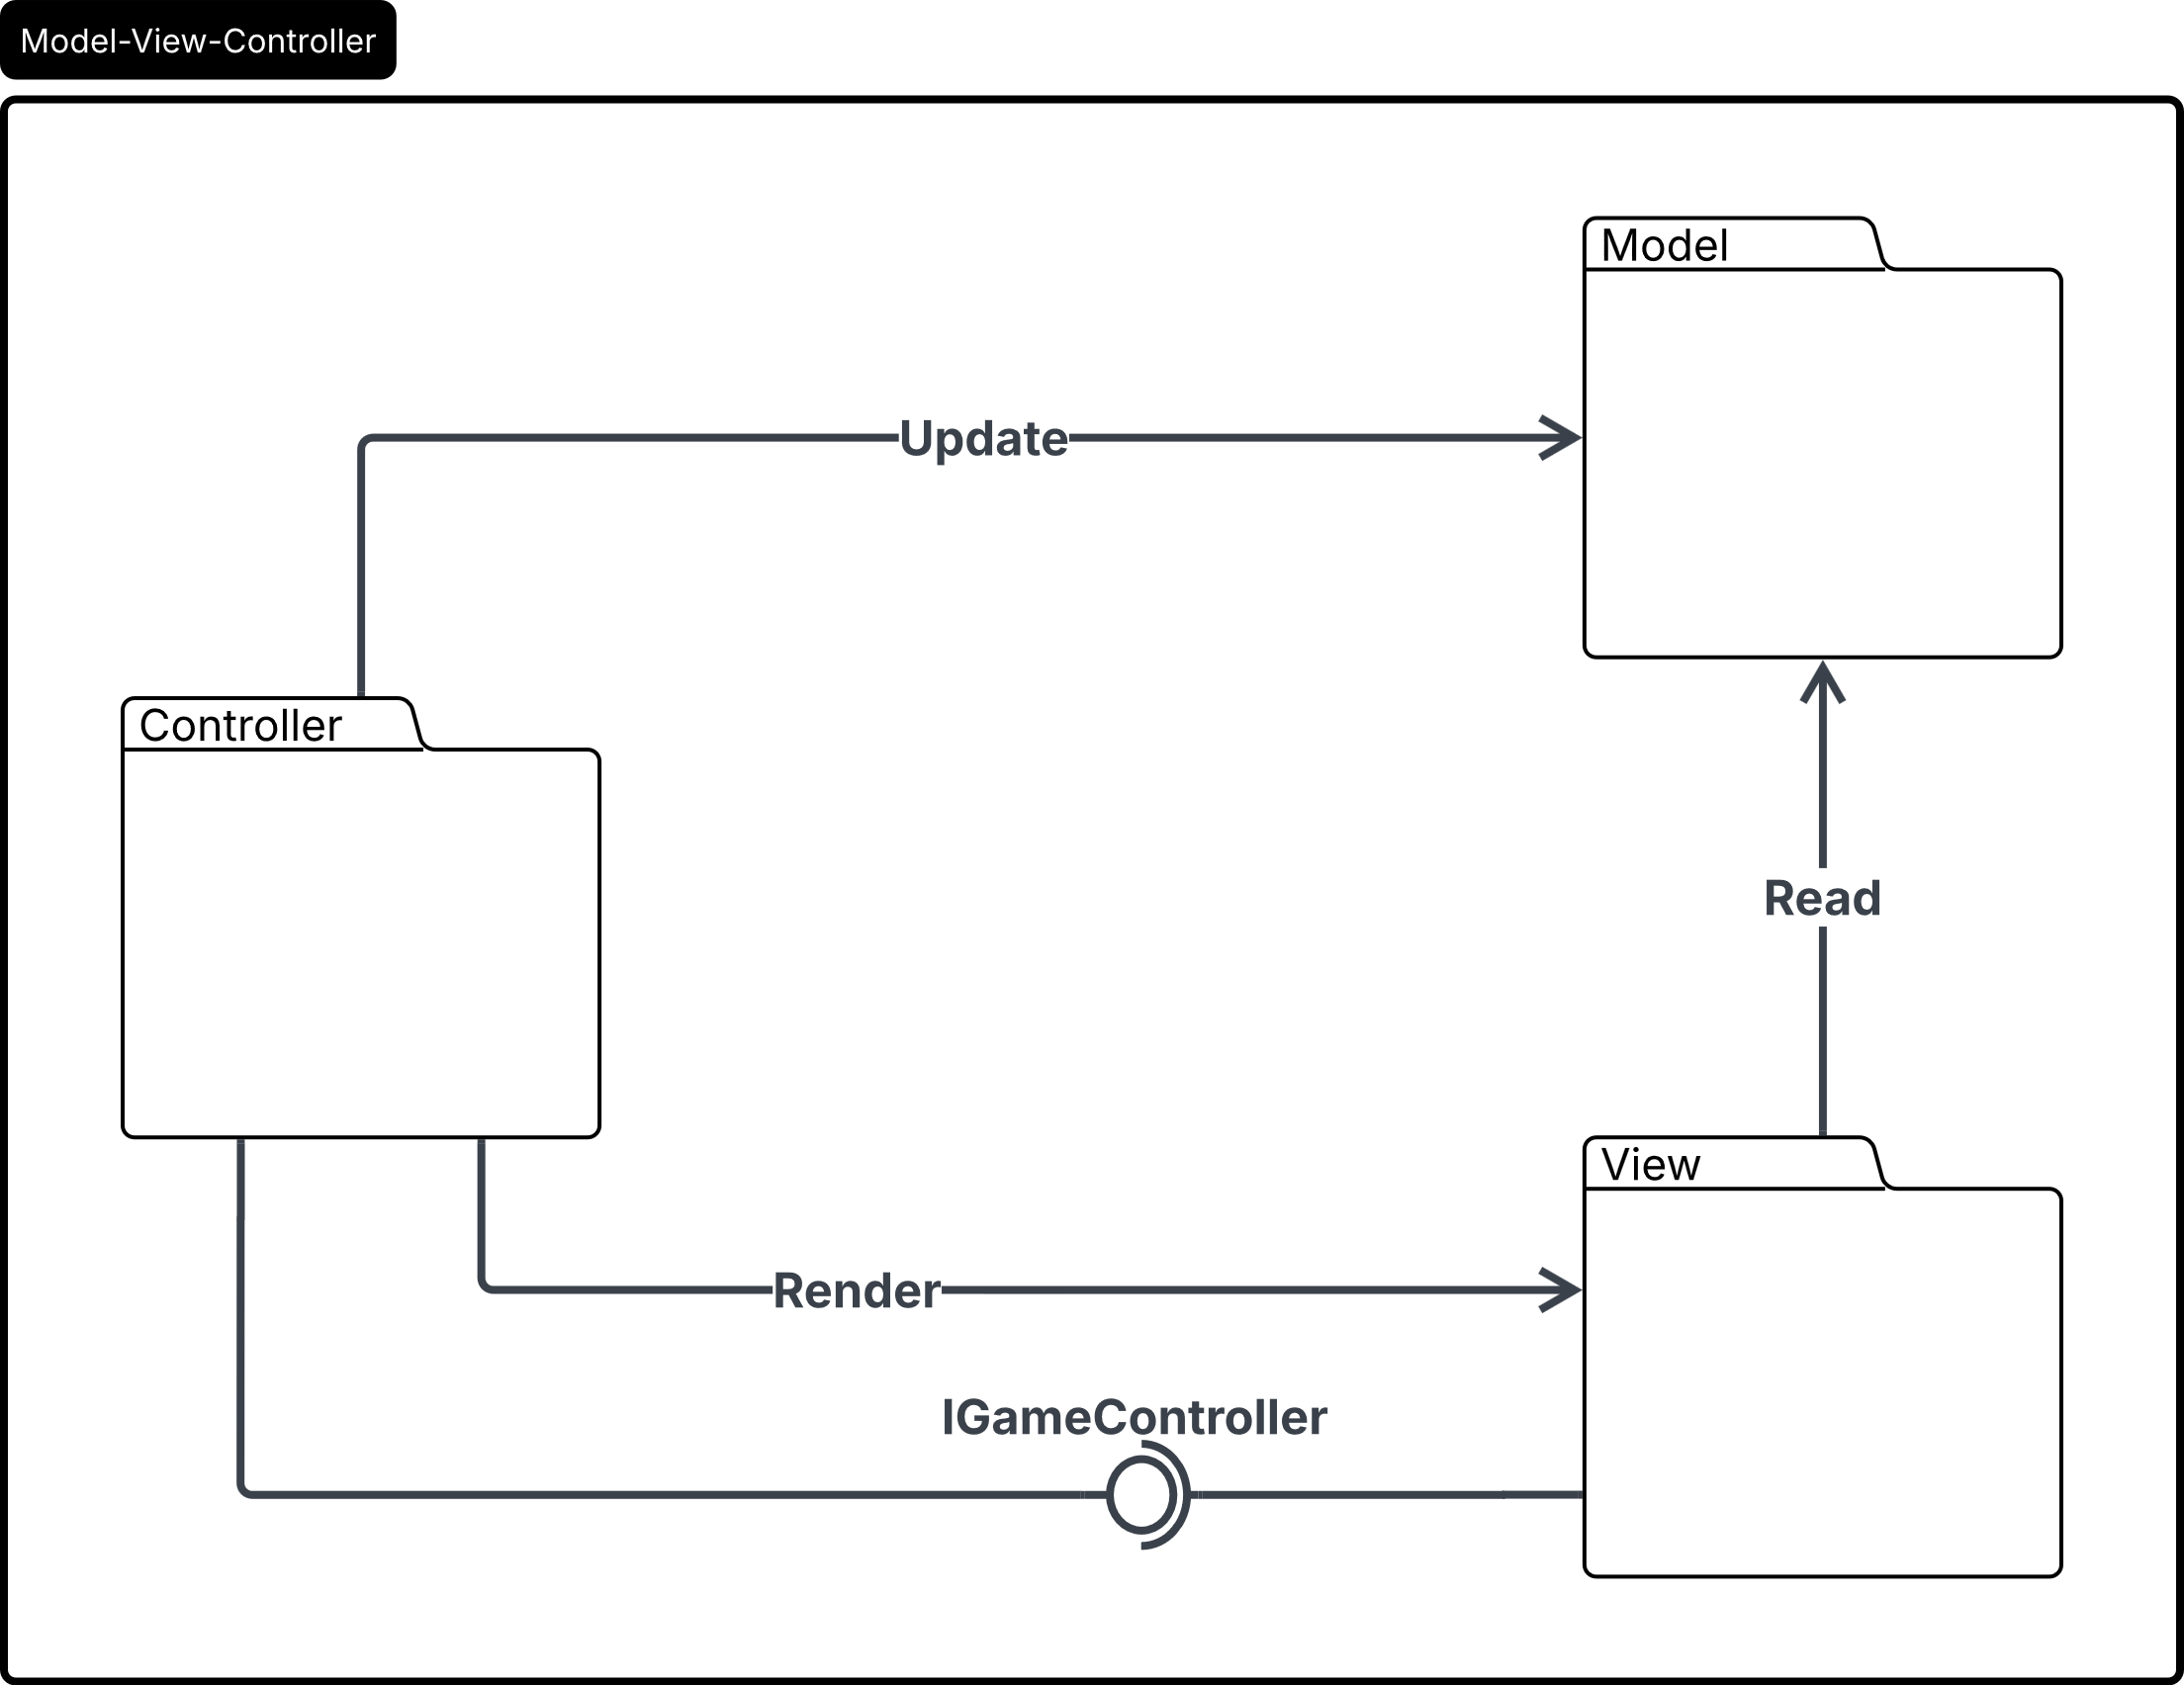 Model-View-Controller
Model
Update
Controller
Read
View
Render
IGameController